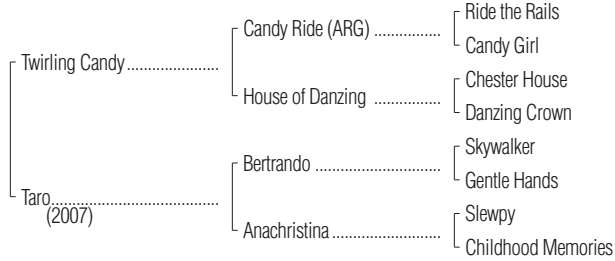 Ride the Rails
Candy Ride (ARG) ................
Candy Girl
Twirling Candy ......................
Chester House
House of Danzing ................
Danzing Crown
Skywalker
Bertrando ..............................
Gentle Hands
Taro........................................
(2007)
Slewpy
Anachristina ..........................
Childhood Memories